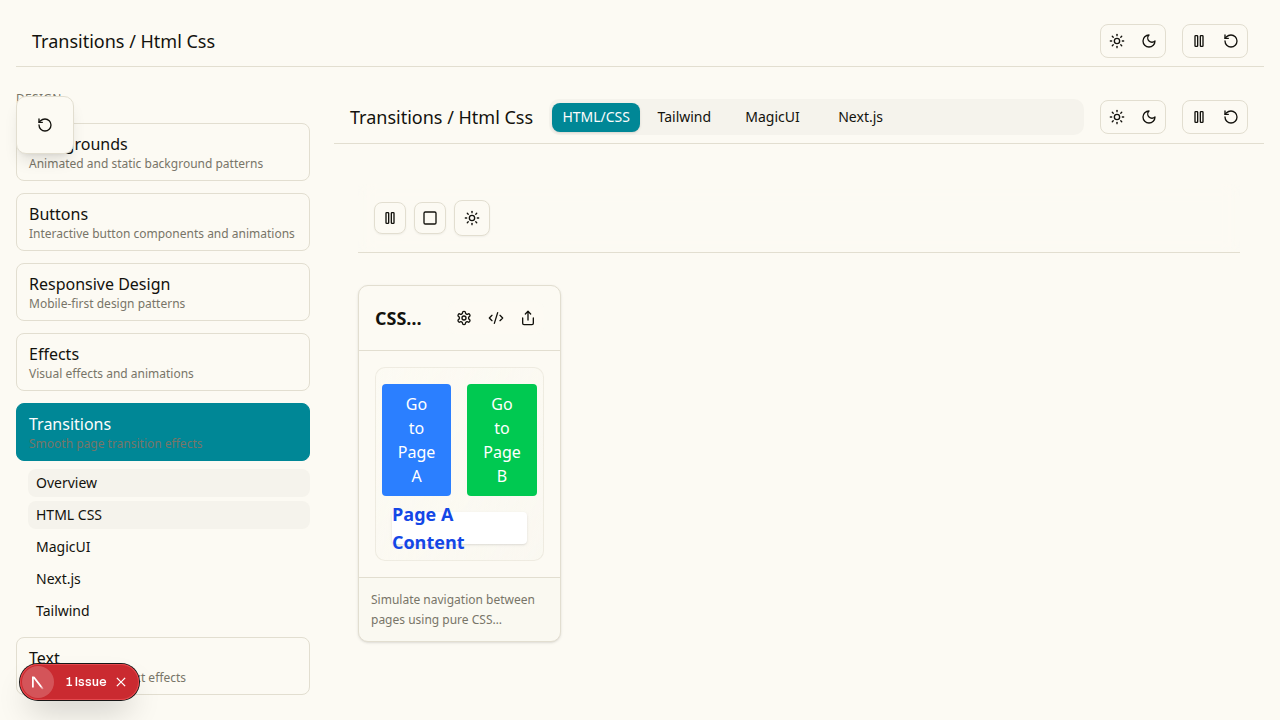 Transitions / Html Css
DESIGN
grounds
Animated and static background patterns
Buttons
Interactive button components and animations
Responsive Design
Mobile-first design patterns
Effects
Visual effects and animations
Transitions
Smooth page transition effects
Overview
HTML CSS
MagicUI
Next.js
Tailwind
Text
t effects
1 Issue
Transitions / Html Css
HTML/CSS
Tailwind
MagicUI
Next.js
CSS...
Go
to
Page
A
Go
to
Page
B
Page A
Content
Simulate navigation between
pages using pure CSS...